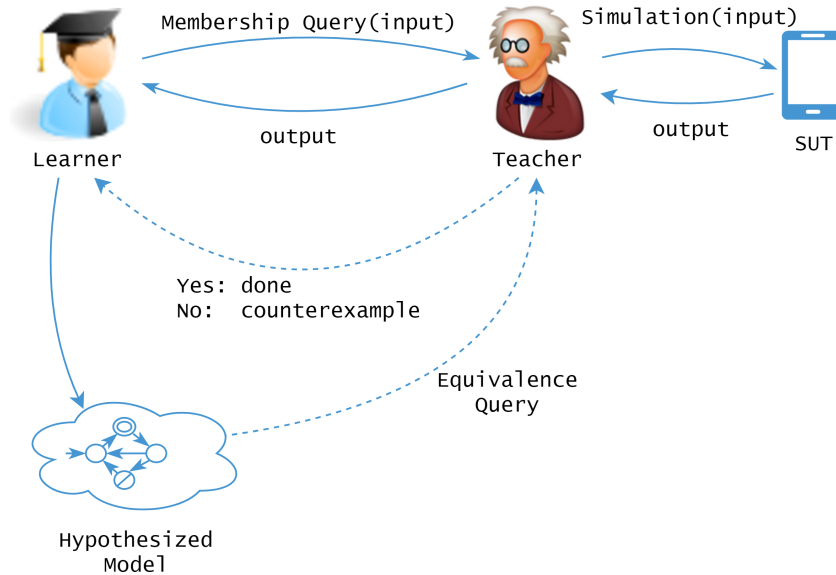 Membership Query(input)
Simulation(input)
output
output
SUT
Learner
Teacher
Yes: done
No:  counterexample
Equivalence
Query
Hypothesized
Model